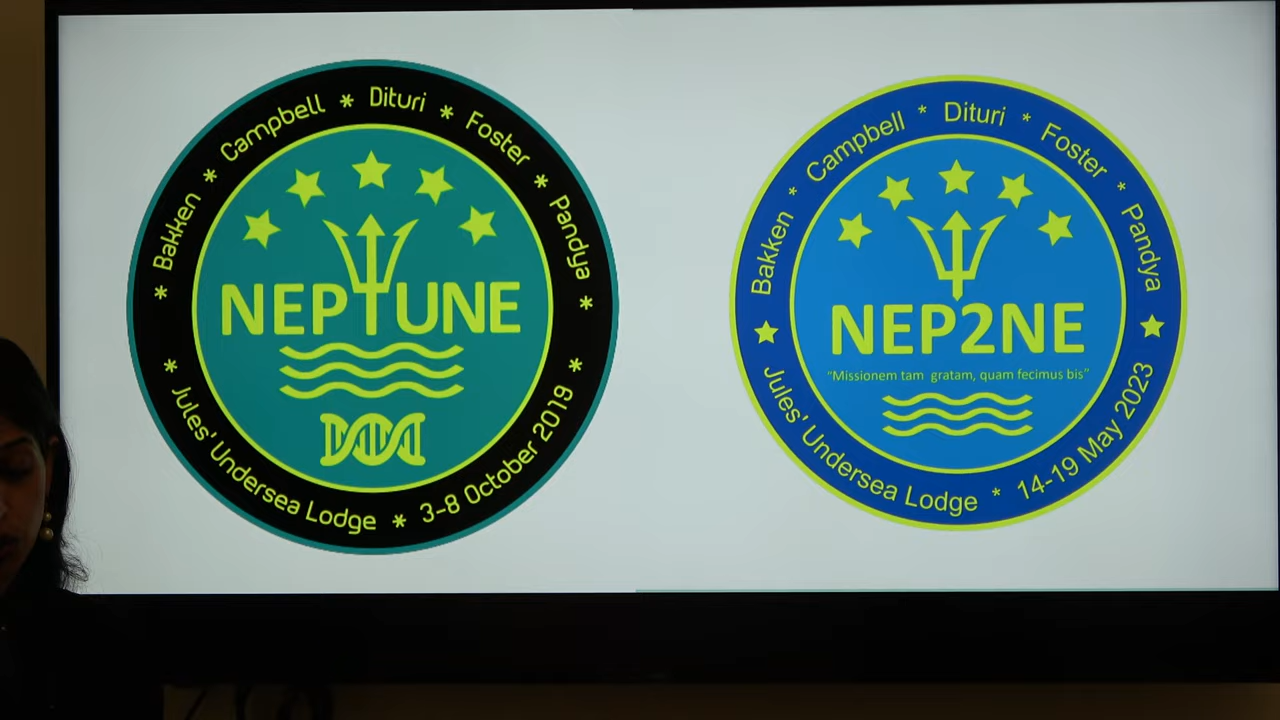 * Bakken * Campbell * Dituri * Foster * Pandya *
NEPTUNE
* Jules' Undersea Lodge * 3-8 October 2019 *
Bakken * Campbell * Dituri * Foster * Pandya
NEP2NE
"Missionem tam gratam, quam fecimus bis"
Jules' Undersea Lodge * 14-19 May 2023